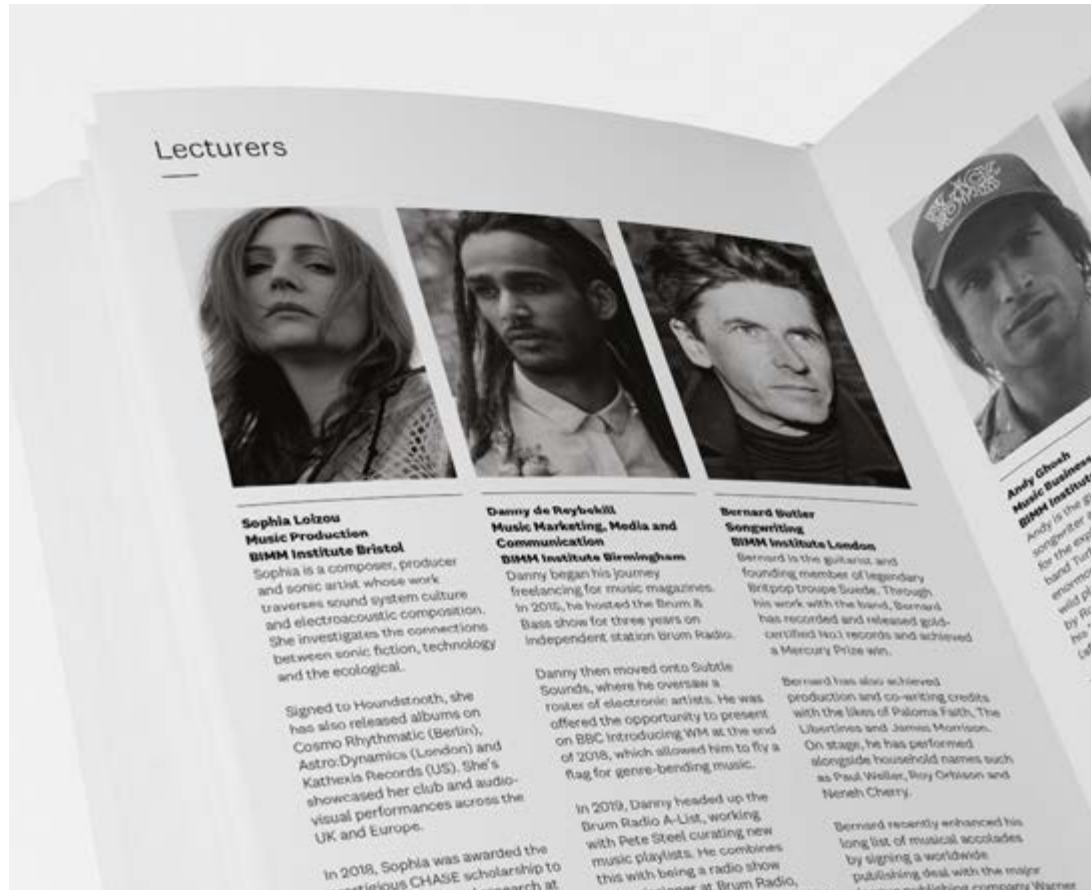 Lecturers
Sophia Loizou
Music Production
BIMM Institute Bristol
Sophia is a composer, producer
and sonic artist whose work
traverses sound system culture
and electroacoustic composition.
She investigates the connections
between sonic fiction, technology
and the ecological.
Signed to Houndstooth, she
has also released albums on
Cosmo Rhythmatic (Berlin),
Astro:Dynamics (London) and
Kathexis Records (US). She's
showcased her club and audio-
visual performances across the
UK and Europe.
In 2018, Sophia was awarded the
CHASE scholarship to
Danny de Reybekill
Music Marketing, Media and
Communication
BIMM Institute Birmingham
Danny began his journey
freelancing for music magazines.
In 2015, he hosted the Brum &
Bass show for three years on
independent station Brum Radio.
Danny then moved onto Subtle
Sounds, where he oversaw a
roster of electronic artists. He was
offered the opportunity to present
on BBC Introducing WM at the end
of 2018, which allowed him to fly a
flag for genre-bending music.
In 2019, Danny headed up the
Brum Radio A-List, working
with Pete Steel curating new
music playlists. He combines
this with being a radio show
at Brum Radio,
Bernard Butler
Songwriting
BIMM Institute London
Bernard is the guitarist and
founding member of legendary
Britpop troupe Suede. Through
his work with the band, Bernard
has recorded and released gold-
certified No.1 records and achieved
a Mercury Prize win.
Bernard has also achieved
production and co-writing credits
with the likes of Paloma Faith, The
Libertines and James Morrison.
On stage, he has performed
alongside household names such
as Paul Weller, Roy Orbison and
Neneh Cherry.
Bernard recently enhanced his
long list of musical accolades
by signing a worldwide
publishing deal with the major
publishing company Warner
Andy Ghosh
Music Business
BIMM Institute
Andy is the
songwriter
for the
band